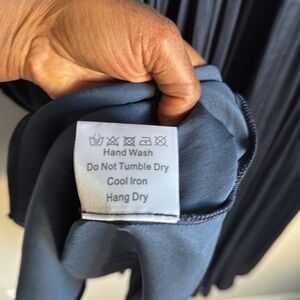 Hand Wash
Do Not Tumble Dry
Cool Iron
Hang Dry